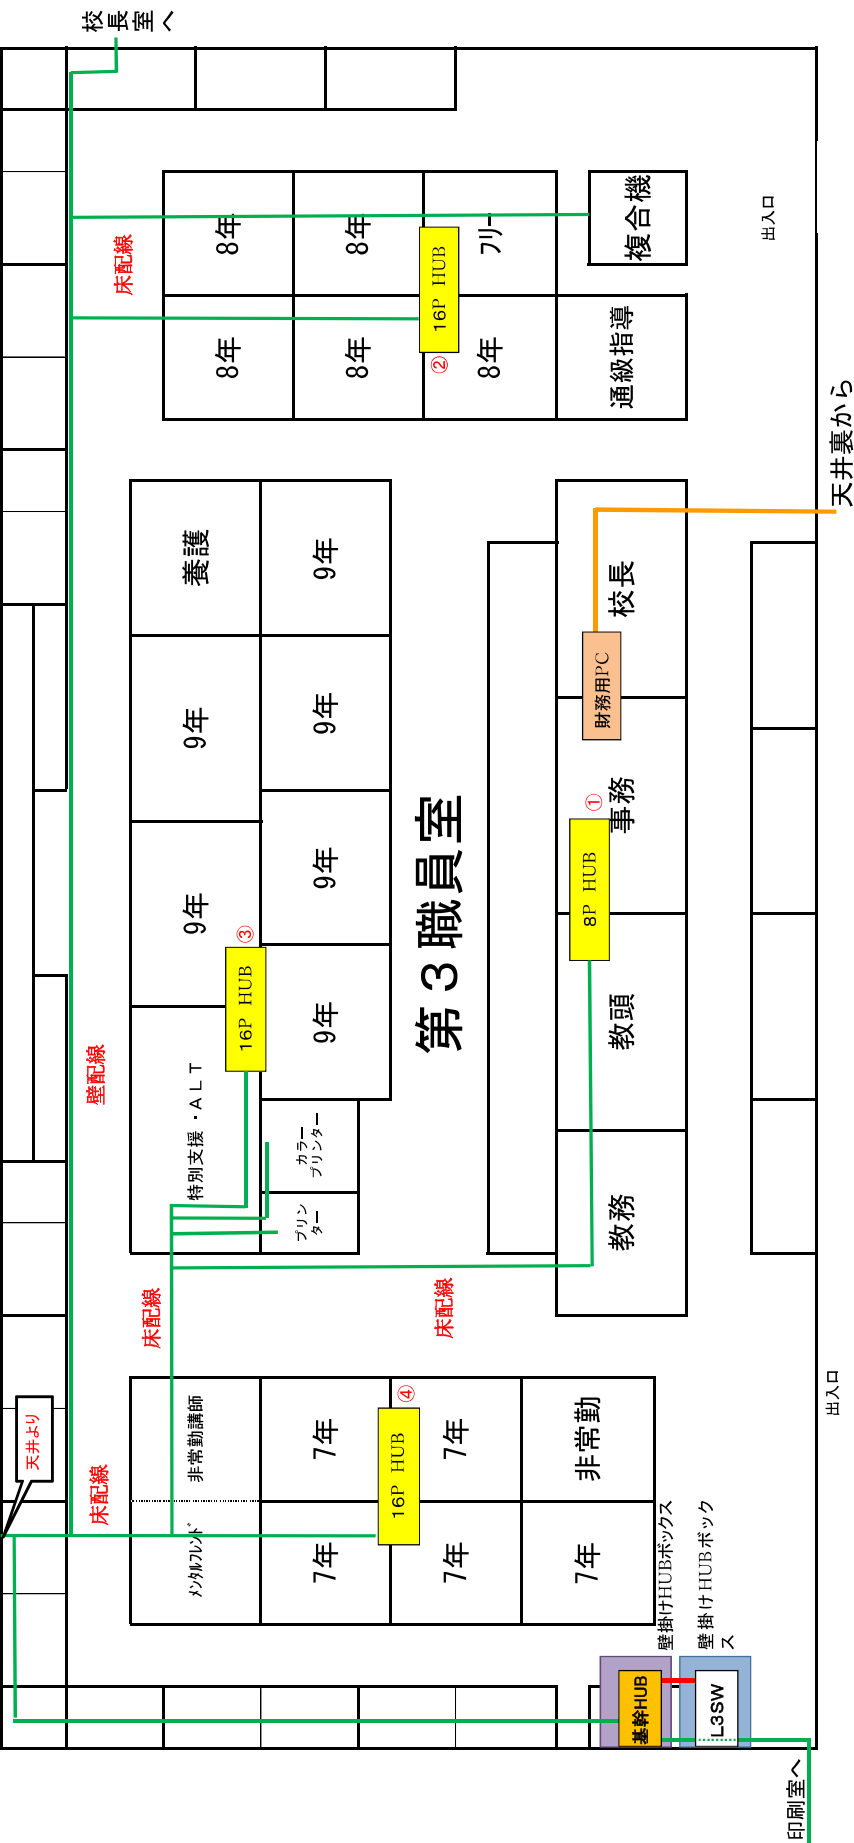 校長室へ
床配線
8年
8年
フリー
複合機
出入口
16P HUB
②
8年
8年
8年
通級指導
天井裏から
養護
9年
校長
9年
9年
財務用PC
第３職員室
①
事務
9年
9年
8P HUB
③
16P HUB
9年
教頭
壁配線
特別支援・ＡＬＴ
カラー
プリンター
プリン
ター
教務
床配線
床配線
出入口
天井より
床配線
非常勤講師
7年
④
16P HUB
7年
非常勤
ﾒﾝﾀﾙﾌﾚﾝﾄﾞ
7年
7年
7年
壁掛けHUBボックス
壁掛けHUBボック
ス
基幹HUB
L3SW
印刷室へ